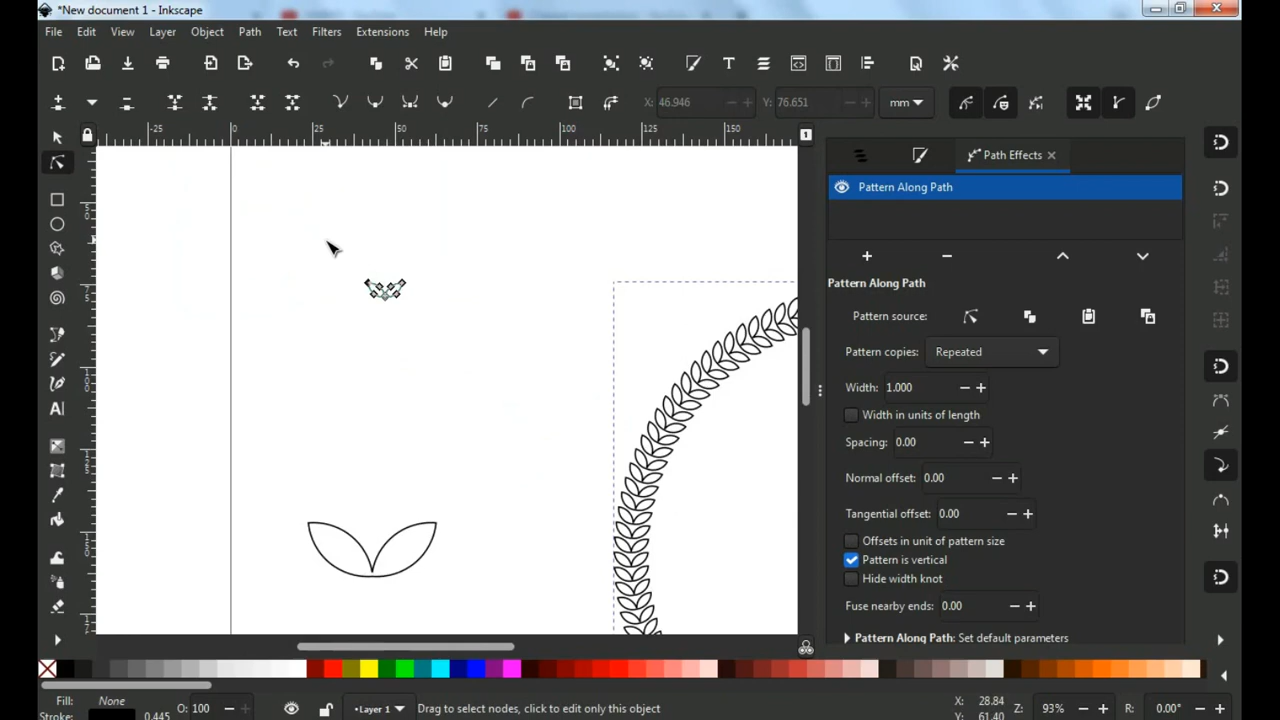 *New document 1 - Inkscape
File Edit View Layer Object Path Text Filters Extensions Help
X: 46.946 Y: 76.651 mm
-25 0 25 50 75 100 125 150
1
Path Effects
Pattern Along Path
Pattern Along Path
Pattern source:
Pattern copies: Repeated
Width: 1.000
Width in units of length
Spacing: 0.00
Normal offset: 0.00
Tangential offset: 0.00
Offsets in unit of pattern size
Pattern is vertical
Hide width knot
Fuse nearby ends: 0.00
Pattern Along Path: Set default parameters
Fill: None O: 100 •Layer 1 Drag to select nodes, click to edit only this object X: 28.84 Z: 93% R: 0.00°
Stroke: 0.445 Y: 61.40